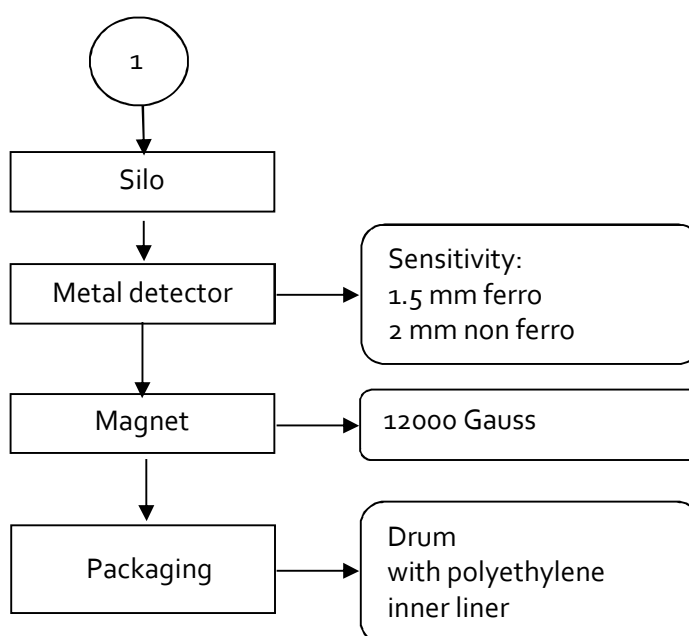 1
Silo
Metal detector
Sensitivity:
1.5 mm ferro
2 mm non ferro
Magnet
12000 Gauss
Packaging
Drum
with polyethylene
inner liner